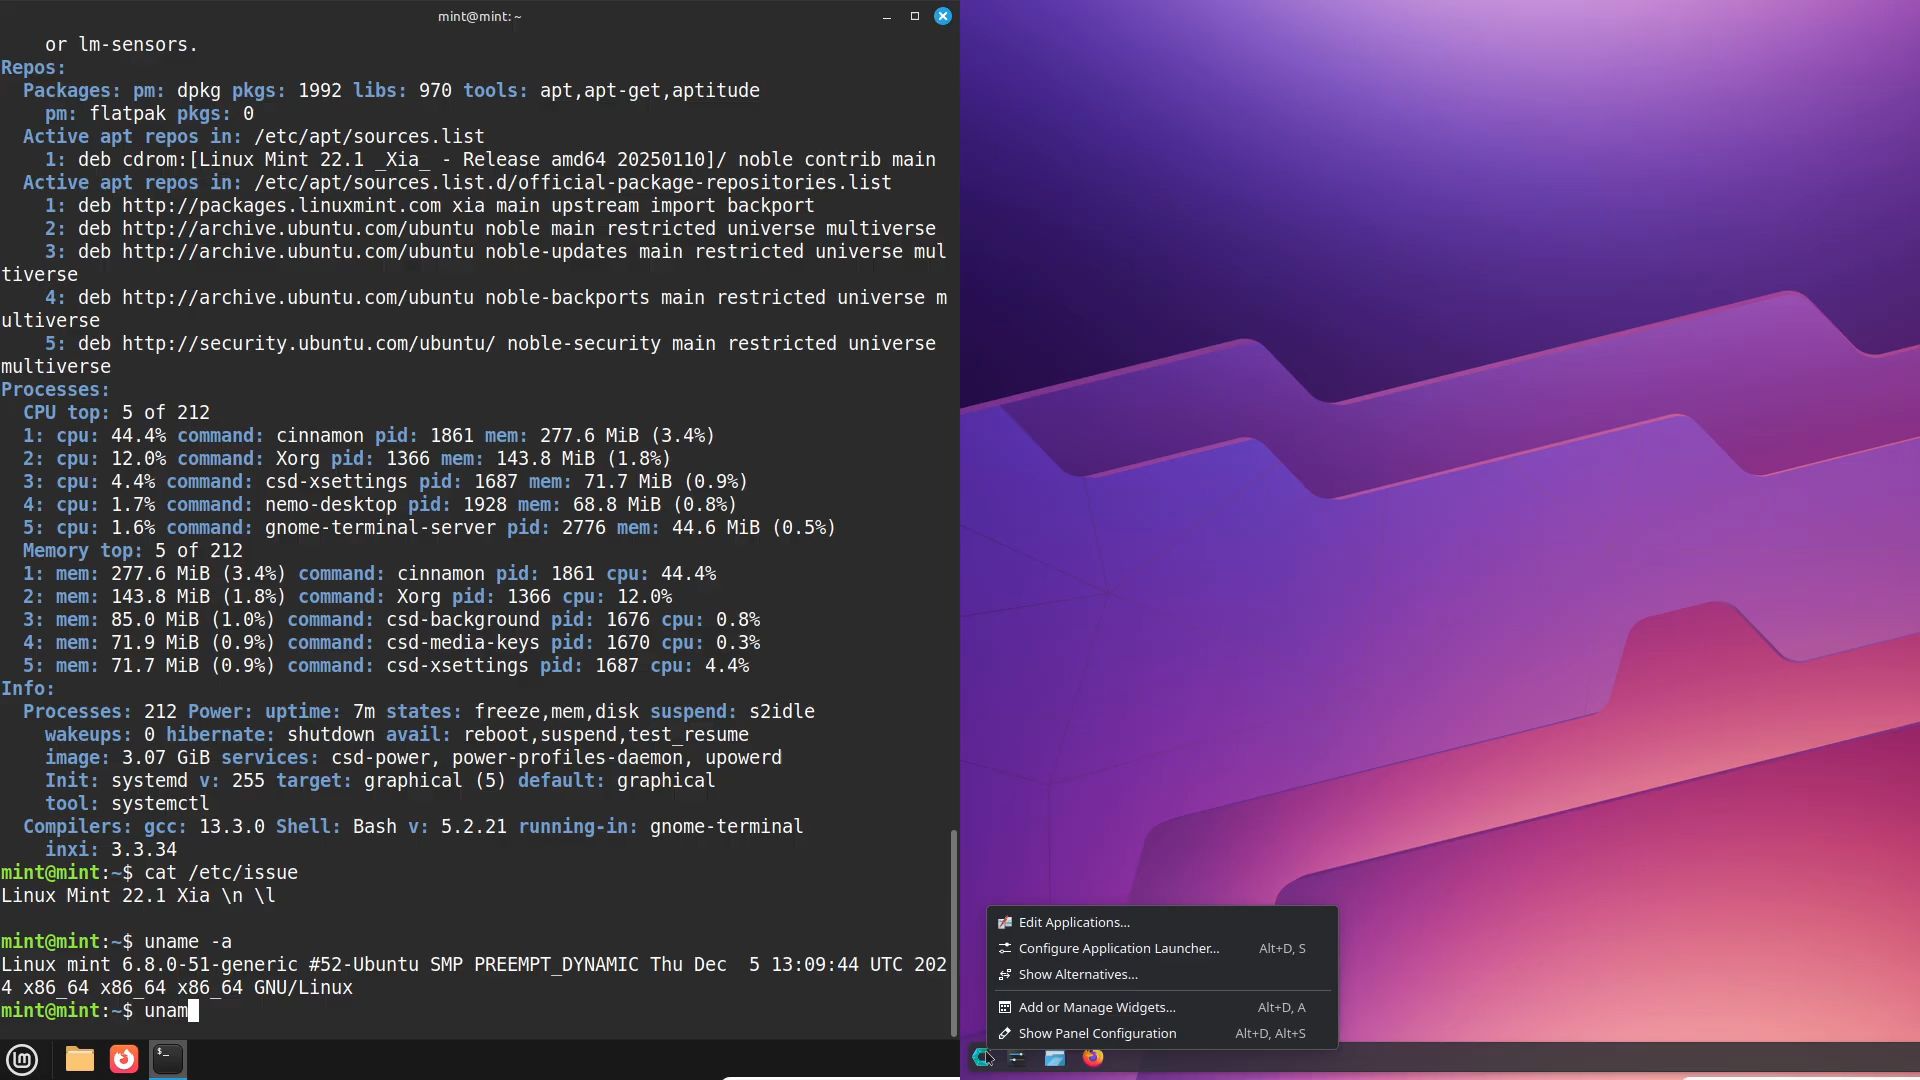 mint@mint: ~
or lm-sensors.
Repos:
Packages: pm: dpkg pkgs: 1992 libs: 970 tools: apt,apt-get,aptitude
pm: flatpak pkgs: 0
Active apt repos in: /etc/apt/sources.list
1: deb cdrom:[Linux Mint 22.1 _Xia_ - Release amd64 20250110]/ noble contrib main
Active apt repos in: /etc/apt/sources.list.d/official-package-repositories.list
1: deb http://packages.linuxmint.com xia main upstream import backport
2: deb http://archive.ubuntu.com/ubuntu noble main restricted universe multiverse
3: deb http://archive.ubuntu.com/ubuntu noble-updates main restricted universe mul
tiverse
4: deb http://archive.ubuntu.com/ubuntu noble-backports main restricted universe m
ultiverse
5: deb http://security.ubuntu.com/ubuntu/ noble-security main restricted universe
multiverse
Processes:
CPU top: 5 of 212
1: cpu: 44.4% command: cinnamon pid: 1861 mem: 277.6 MiB (3.4%)
2: cpu: 12.0% command: Xorg pid: 1366 mem: 143.8 MiB (1.8%)
3: cpu: 4.4% command: csd-xsettings pid: 1687 mem: 71.7 MiB (0.9%)
4: cpu: 1.7% command: nemo-desktop pid: 1928 mem: 68.8 MiB (0.8%)
5: cpu: 1.6% command: gnome-terminal-server pid: 2776 mem: 44.6 MiB (0.5%)
Memory top: 5 of 212
1: mem: 277.6 MiB (3.4%) command: cinnamon pid: 1861 cpu: 44.4%
2: mem: 143.8 MiB (1.8%) command: Xorg pid: 1366 cpu: 12.0%
3: mem: 85.0 MiB (1.0%) command: csd-background pid: 1676 cpu: 0.8%
4: mem: 71.9 MiB (0.9%) command: csd-media-keys pid: 1670 cpu: 0.3%
5: mem: 71.7 MiB (0.9%) command: csd-xsettings pid: 1687 cpu: 4.4%
Info:
Processes: 212 Power: uptime: 7m states: freeze,mem,disk suspend: s2idle
wakeups: 0 hibernate: shutdown avail: reboot,suspend,test_resume
image: 3.07 GiB services: csd-power, power-profiles-daemon, upowerd
Init: systemd v: 255 target: graphical (5) default: graphical
tool: systemctl
Compilers: gcc: 13.3.0 Shell: Bash v: 5.2.21 running-in: gnome-terminal
inxi: 3.3.34
mint@mint:~$ cat /etc/issue
Linux Mint 22.1 Xia \n \l
mint@mint:~$ uname -a
Linux mint 6.8.0-51-generic #52-Ubuntu SMP PREEMPT_DYNAMIC Thu Dec  5 13:09:44 UTC 202
4 x86_64 x86_64 x86_64 GNU/Linux
mint@mint:~$ unam
Edit Applications...
Configure Application Launcher... Alt+D, S
Show Alternatives...
Add or Manage Widgets... Alt+D, A
Show Panel Configuration Alt+D, Alt+S